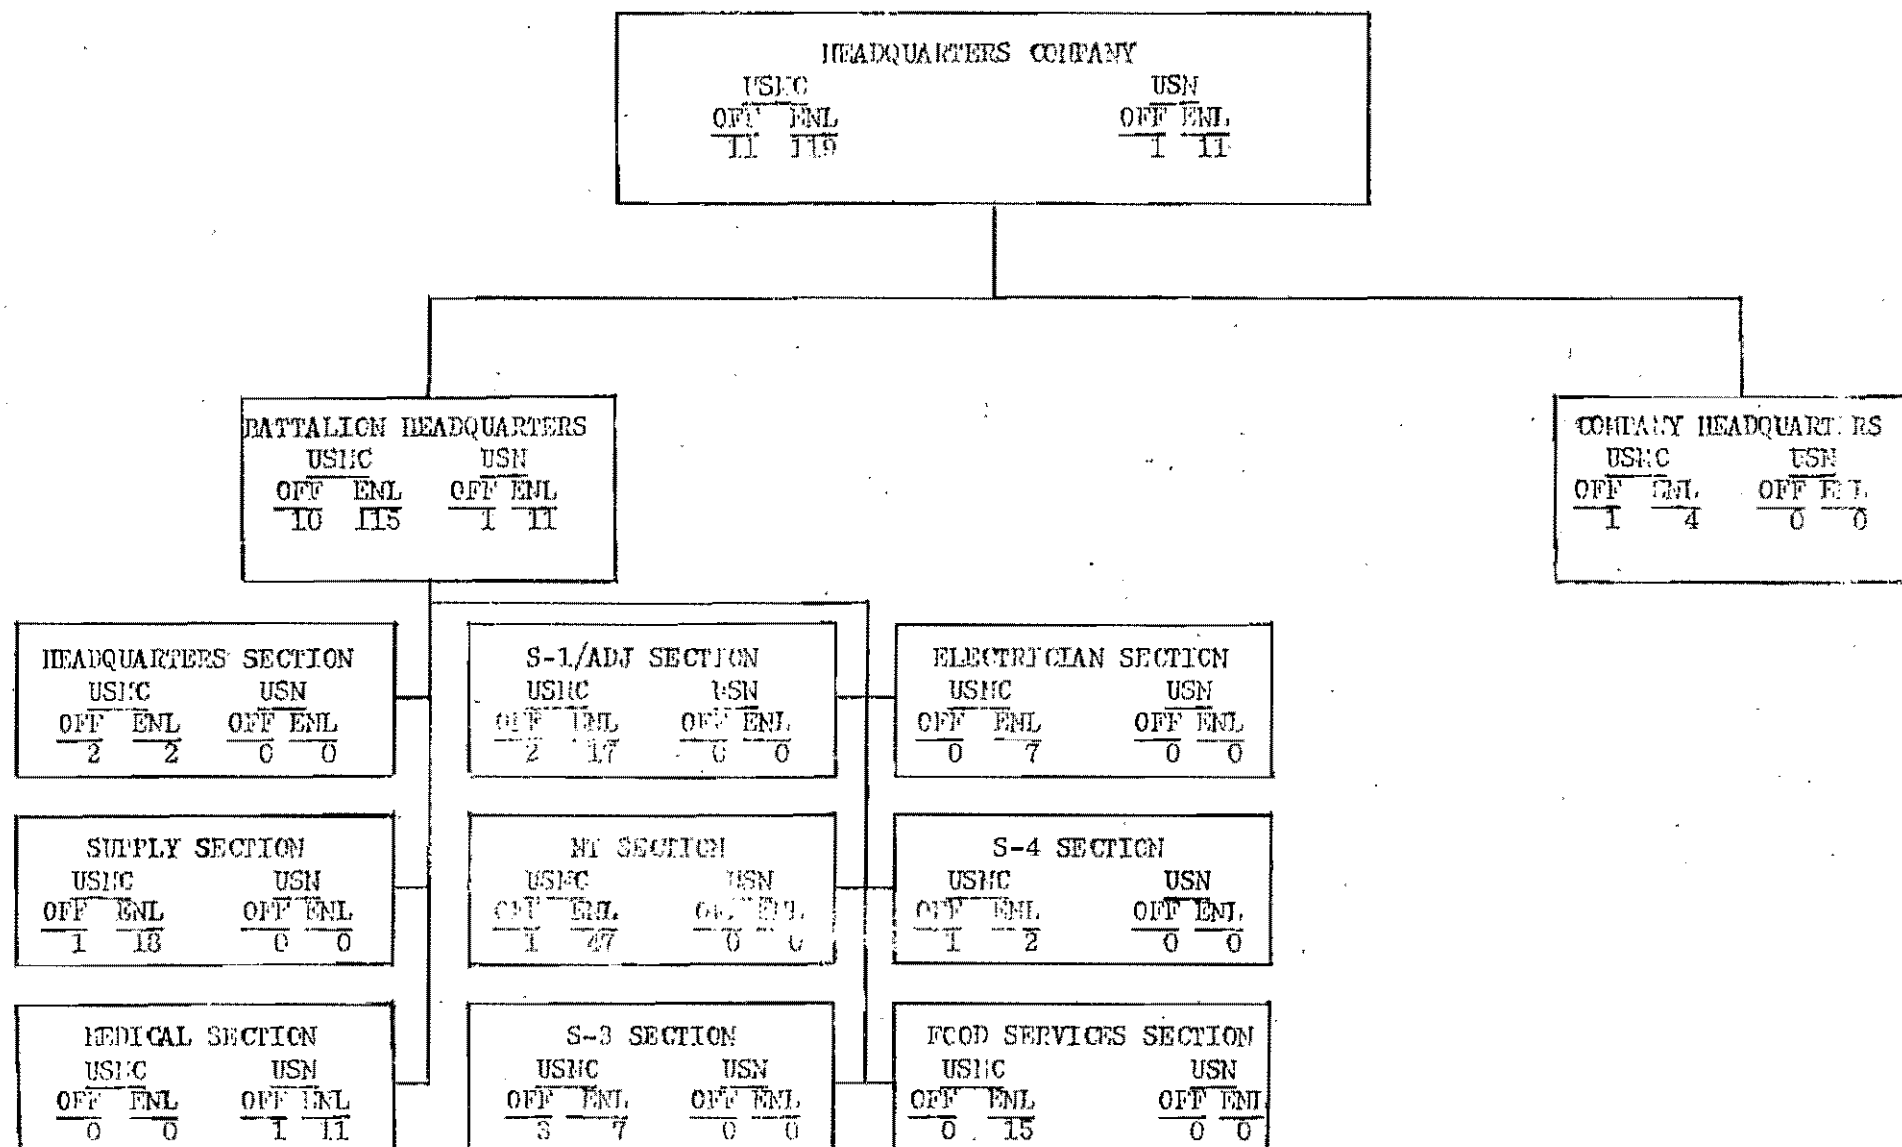 HEADQUARTERS COMPANY
USMC USN
OFF ENL OFF ENL
11 119 1 11
BATTALION HEADQUARTERS
USMC USN
OFF ENL OFF ENL
10 115 1 11
COMPANY HEADQUARTERS
USMC USN
OFF ENL OFF ENL
1 4 0 0
HEADQUARTERS SECTION
USMC USN
OFF ENL OFF ENL
2 2 0 0
S-1/ADJ SECTION
USMC USN
OFF ENL OFF ENL
2 17 0 0
ELECTRICIAN SECTION
USMC USN
OFF ENL OFF ENL
0 7 0 0
SUPPLY SECTION
USMC USN
OFF ENL OFF ENL
1 18 0 0
MT SECTION
USMC USN
OFF ENL OFF ENL
1 47 0 0
S-4 SECTION
USMC USN
OFF ENL OFF ENL
1 2 0 0
MEDICAL SECTION
USMC USN
OFF ENL OFF ENL
0 0 1 11
S-3 SECTION
USMC USN
OFF ENL OFF ENL
3 7 0 0
FOOD SERVICES SECTION
USMC USN
OFF ENL OFF ENL
0 15 0 0